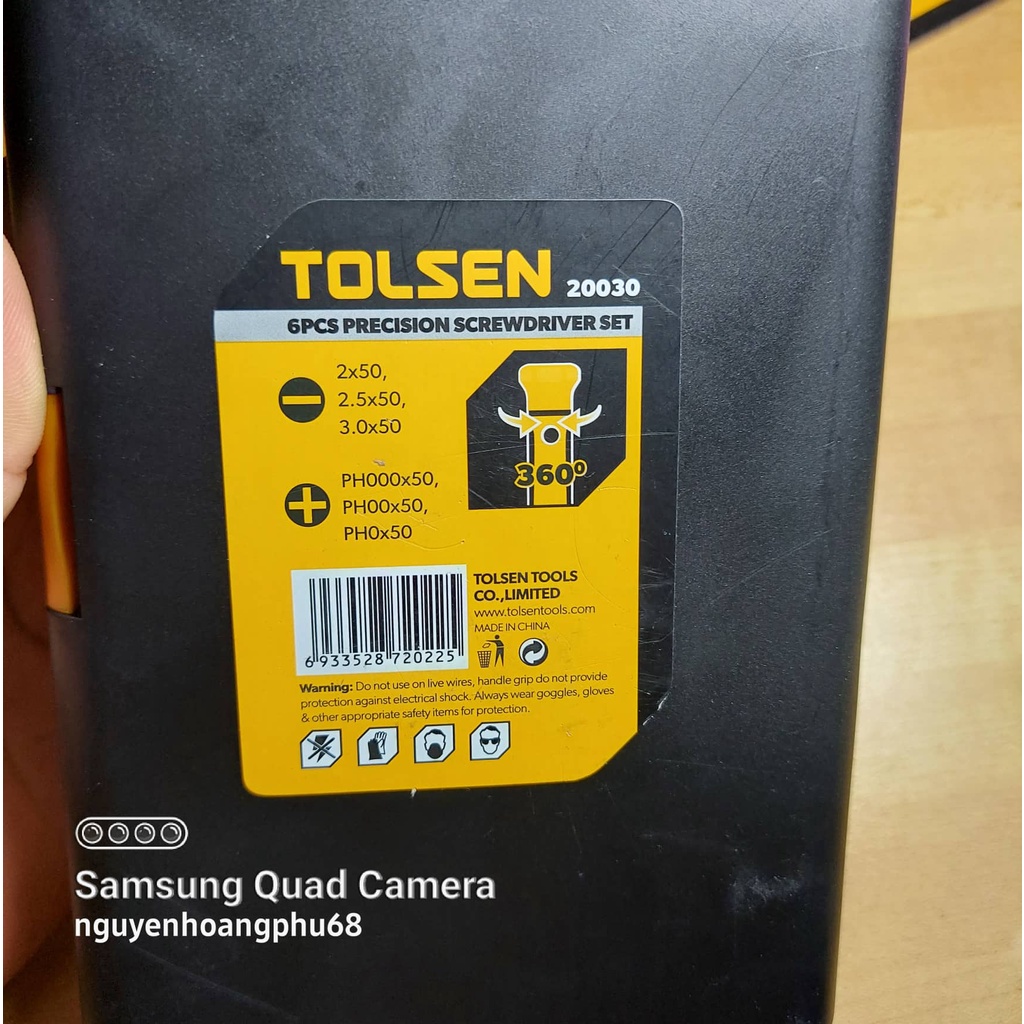 TOLSEN 20030
6PCS PRECISION SCREWDRIVER SET
2x50,
2.5x50,
3.0x50
360⁰
PH000x50,
PH00x50,
PH0x50
TOLSEN TOOLS
CO.,LIMITED
www.tolsentools.com
MADE IN CHINA
6 933528 720225
Warning: Do not use on live wires, handle grip do not provide
protection against electrical shock. Always wear goggles, gloves
& other appropriate safety items for protection.
Samsung Quad Camera
nguyenhoangphu68